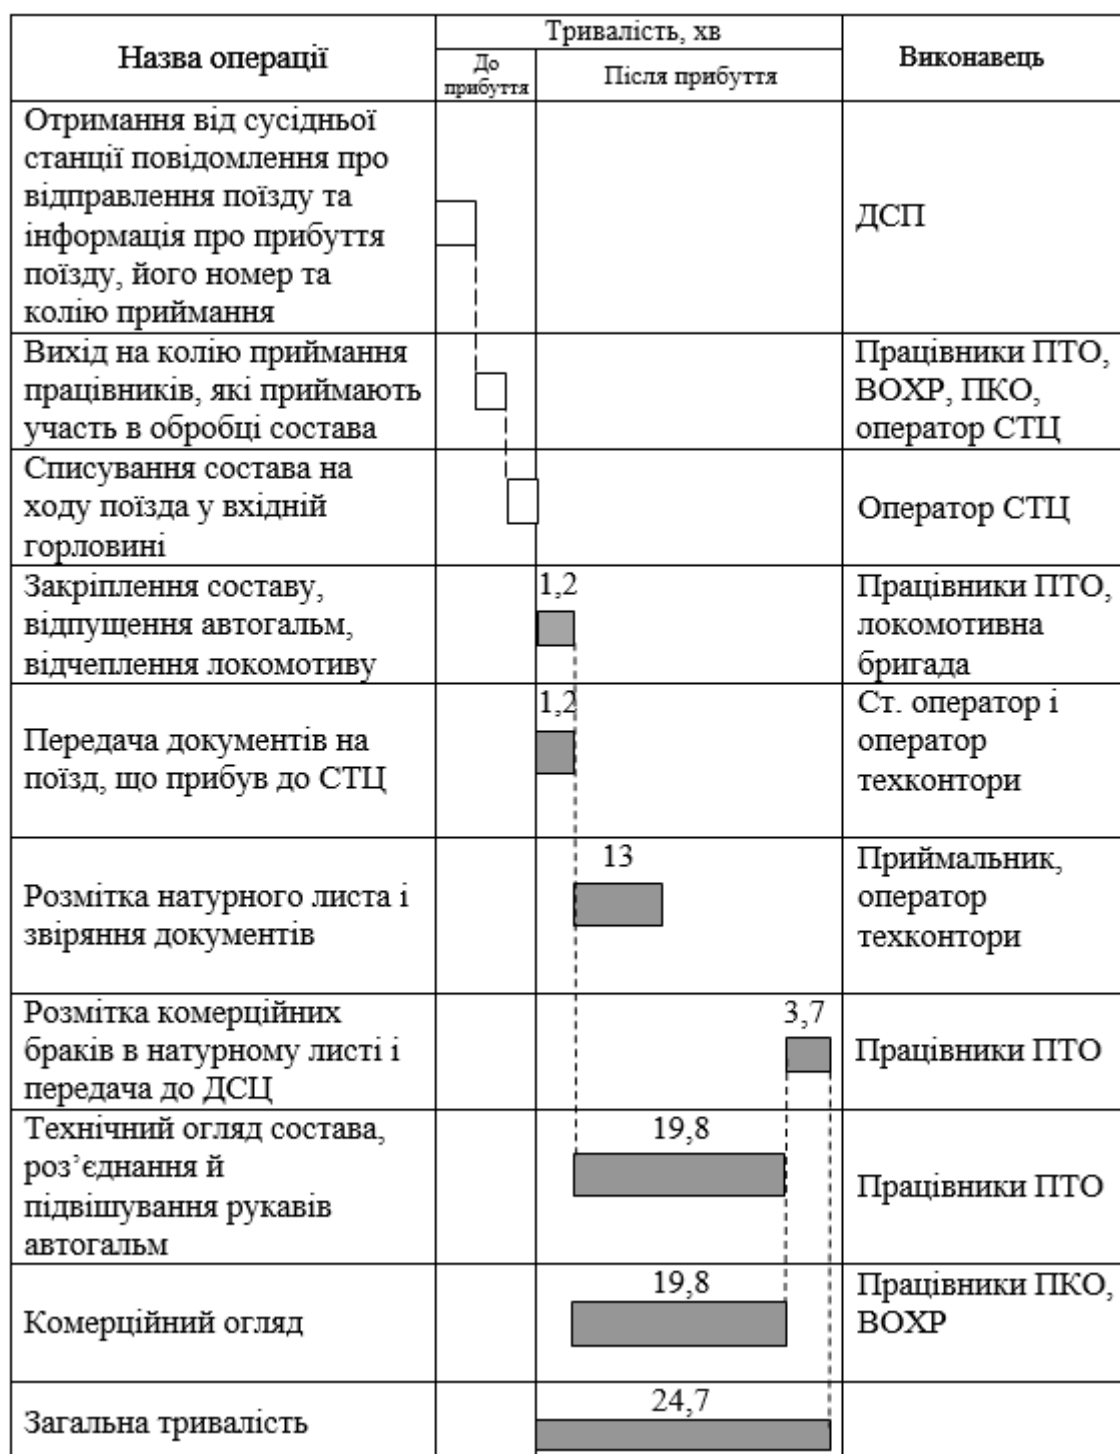 Назва операції
Тривалість, хв
До
прибуття
Після прибуття
Виконавець
Отримання від сусідньої
станції повідомлення про
відправлення поїзду та
інформація про прибуття
поїзду, його номер та
колію приймання
ДСП
Вихід на колію приймання
працівників, які приймають
участь в обробці состава
Працівники ПТО,
ВОХР, ПКО,
оператор СТЦ
Списування состава на
ходу поїзда у вхідній
горловині
Оператор СТЦ
Закріплення составу,
відпущення автогальм,
відчеплення локомотиву
1,2
Працівники ПТО,
локомотивна
бригада
Передача документів на
поїзд, що прибув до СТЦ
1,2
Ст. оператор і
оператор
техконтори
Розмітка натурного листа і
звіряння документів
13
Приймальник,
оператор
техконтори
Розмітка комерційних
браків в натурному листі і
передача до ДСЦ
3,7
Працівники ПТО
Технічний огляд состава,
роз’єднання й
підвішування рукавів
автогальм
19,8
Працівники ПТО
Комерційний огляд
19,8
Працівники ПКО,
ВОХР
Загальна тривалість
24,7